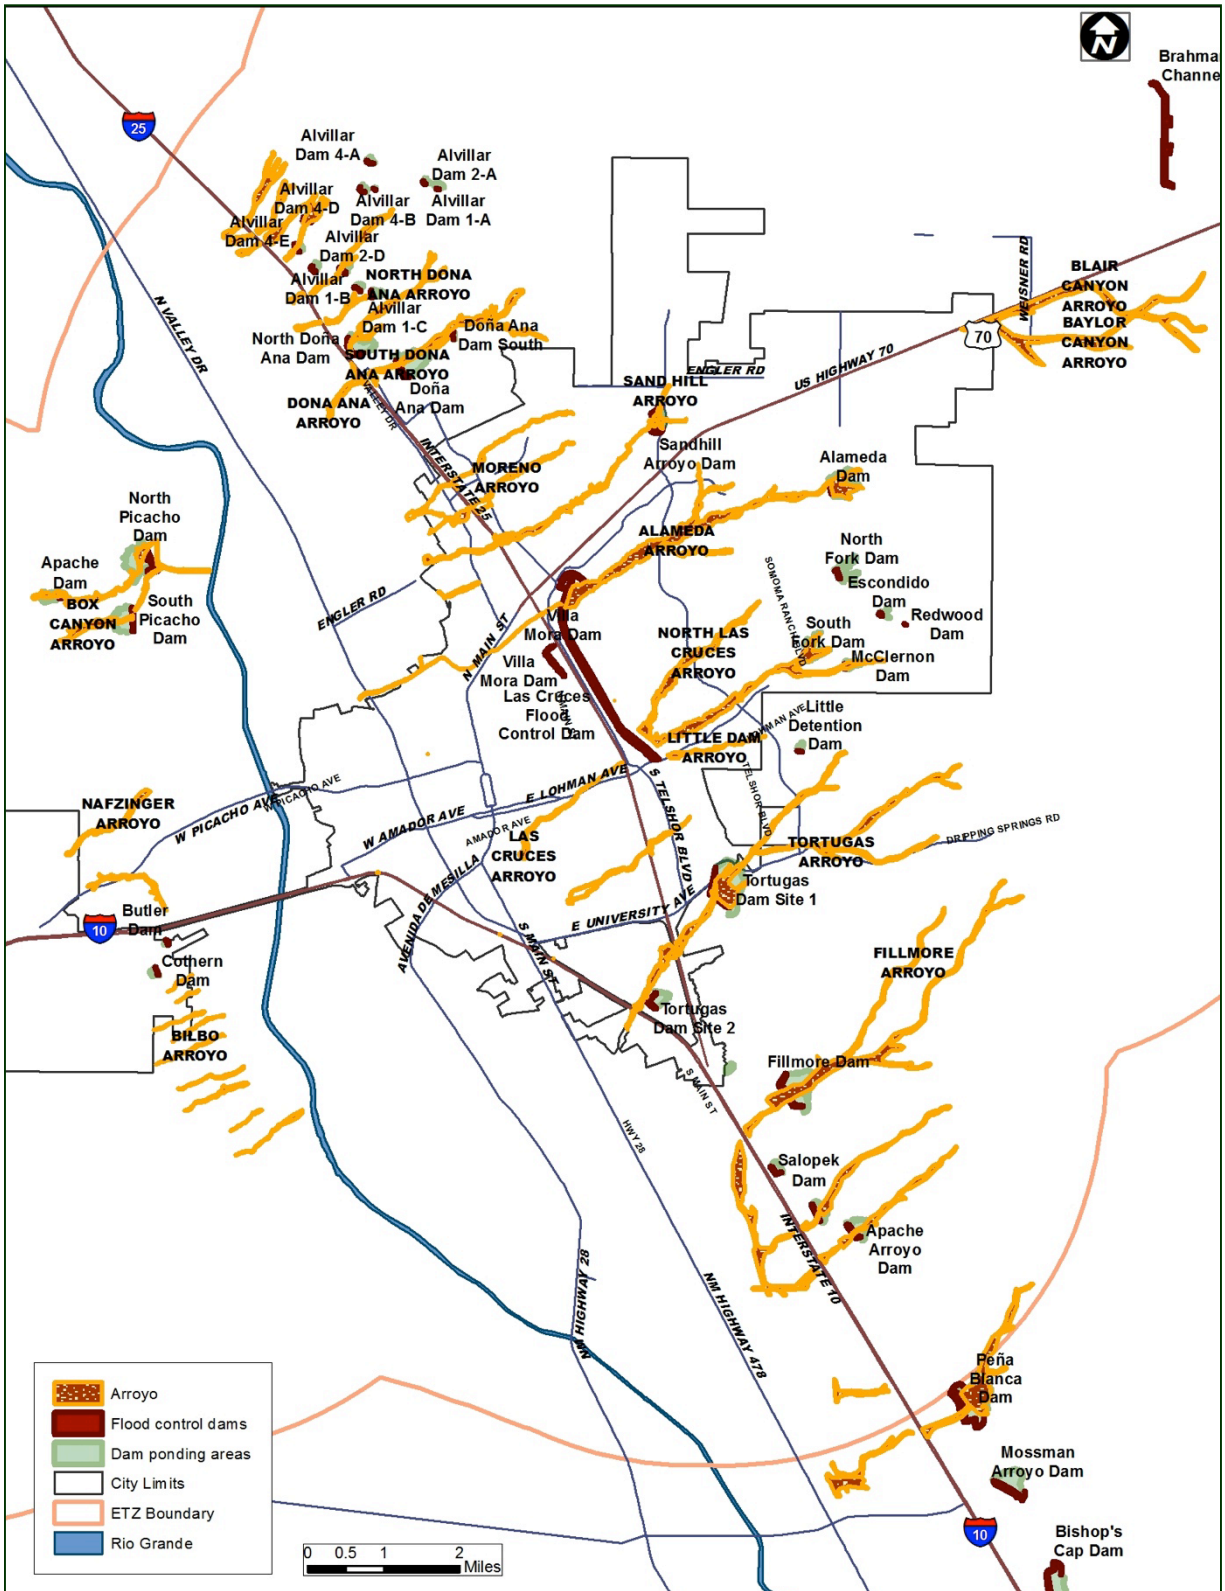 N
Brahma
Channe
25
Alvillar
Dam 4-A
Alvillar
Dam 2-A
Alvillar
Dam 4-D
Alvillar
Dam 4-B
Alvillar
Dam 1-A
Alvillar
Dam 4-E
Alvillar
Dam 2-D
Alvillar
Dam 1-B
NORTH DONA
ANA ARROYO
Alvillar
Dam 1-C
North Doña
Ana Dam
SOUTH DONA
ANA ARROYO
Doña Ana
Dam South
Doña
Ana Dam
DONA ANA
ARROYO
N VALLEY DR
VALLEY DR
INTERSTATE 25
WEISNER RD
BLAIR
CANYON
ARROYO
BAYLOR
CANYON
ARROYO
70
US HIGHWAY 70
ENGLER RD
SAND HILL
ARROYO
Sandhill
Arroyo Dam
MORENO
ARROYO
Alameda
Dam
ALAMEDA
ARROYO
North
Picacho
Dam
Apache
Dam
BOX
CANYON
ARROYO
South
Picacho
Dam
ENGLER RD
N MAIN ST
North
Fork Dam
Escondido
Dam
Redwood
Dam
SOMOMA RANCH BLVD
South
Fork Dam
McClernon
Dam
Villa
Mora Dam
Villa
Mora Dam
Las Cruces
Flood
Control Dam
NORTH LAS
CRUCES
ARROYO
LITTLE DAM
ARROYO
Little
Detention
Dam
TELSHOR BLVD
NAFZINGER
ARROYO
W PICACHO AVE
W PICACHO AVE
W AMADOR AVE
AMADOR AVE
E LOHMAN AVE
S TELSHOR BLVD
LAS
CRUCES
ARROYO
TORTUGAS
ARROYO
DRIPPING SPRINGS RD
Tortugas
Dam Site 1
E UNIVERSITY AVE
AVENIDA DE MESILLA
S MAIN ST
10
Butler
Dam
Cothern
Dam
BILBO
ARROYO
FILLMORE
ARROYO
Tortugas
Dam Site 2
Fillmore Dam
S MAIN ST
HWY 28
Salopek
Dam
Apache
Arroyo
Dam
INTERSTATE 10
NM HIGHWAY 28
NM HIGHWAY 478
Peña
Blanca
Dam
Mossman
Arroyo Dam
10
Bishop's
Cap Dam
Arroyo
Flood control dams
Dam ponding areas
City Limits
ETZ Boundary
Rio Grande
0 0.5 1 2
Miles